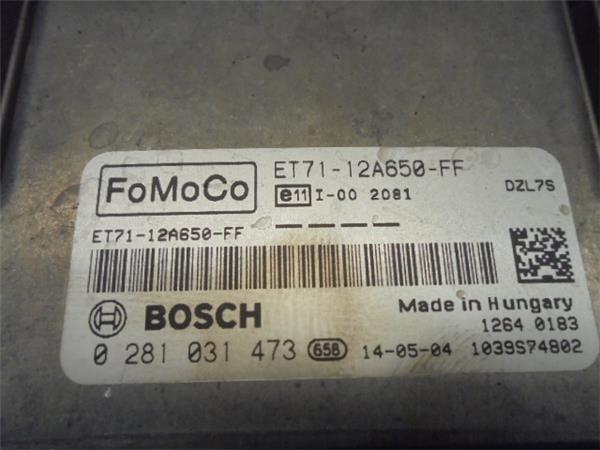 FoMoCo
ET71-12A650-FF
e11 I-00 2081
DZL7S
ET71-12A650-FF
BOSCH
Made in Hungary
1264 0183
0 281 031 473 658 14-05-04 1039S74802